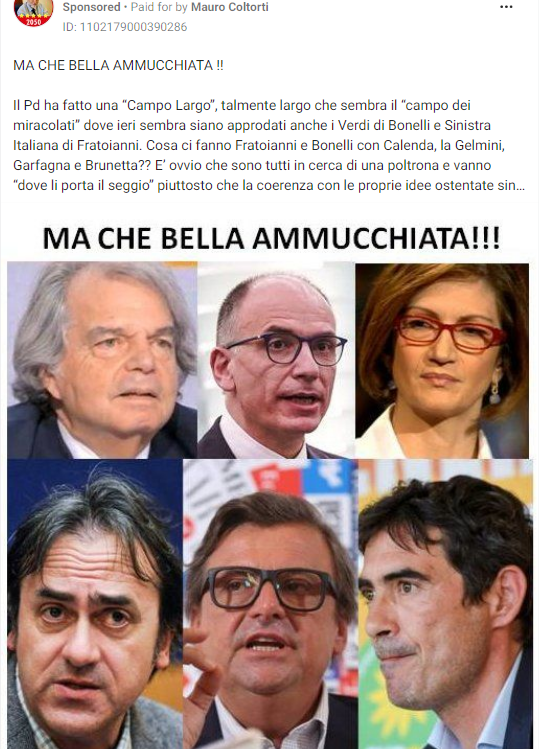 Sponsored • Paid for by Mauro Coltorti
ID: 1102179000390286
MA CHE BELLA AMMUCCHIATA !!
Il Pd ha fatto una “Campo Largo”, talmente largo che sembra il “campo dei
miracolati” dove ieri sembra siano approdati anche i Verdi di Bonelli e Sinistra
Italiana di Fratoianni. Cosa ci fanno Fratoianni e Bonelli con Calenda, la Gelmini,
Garfagna e Brunetta?? E’ ovvio che sono tutti in cerca di una poltrona e vanno
“dove li porta il seggio” piuttosto che la coerenza con le proprie idee ostentate sin...
MA CHE BELLA AMMUCCHIATA!!!
2050